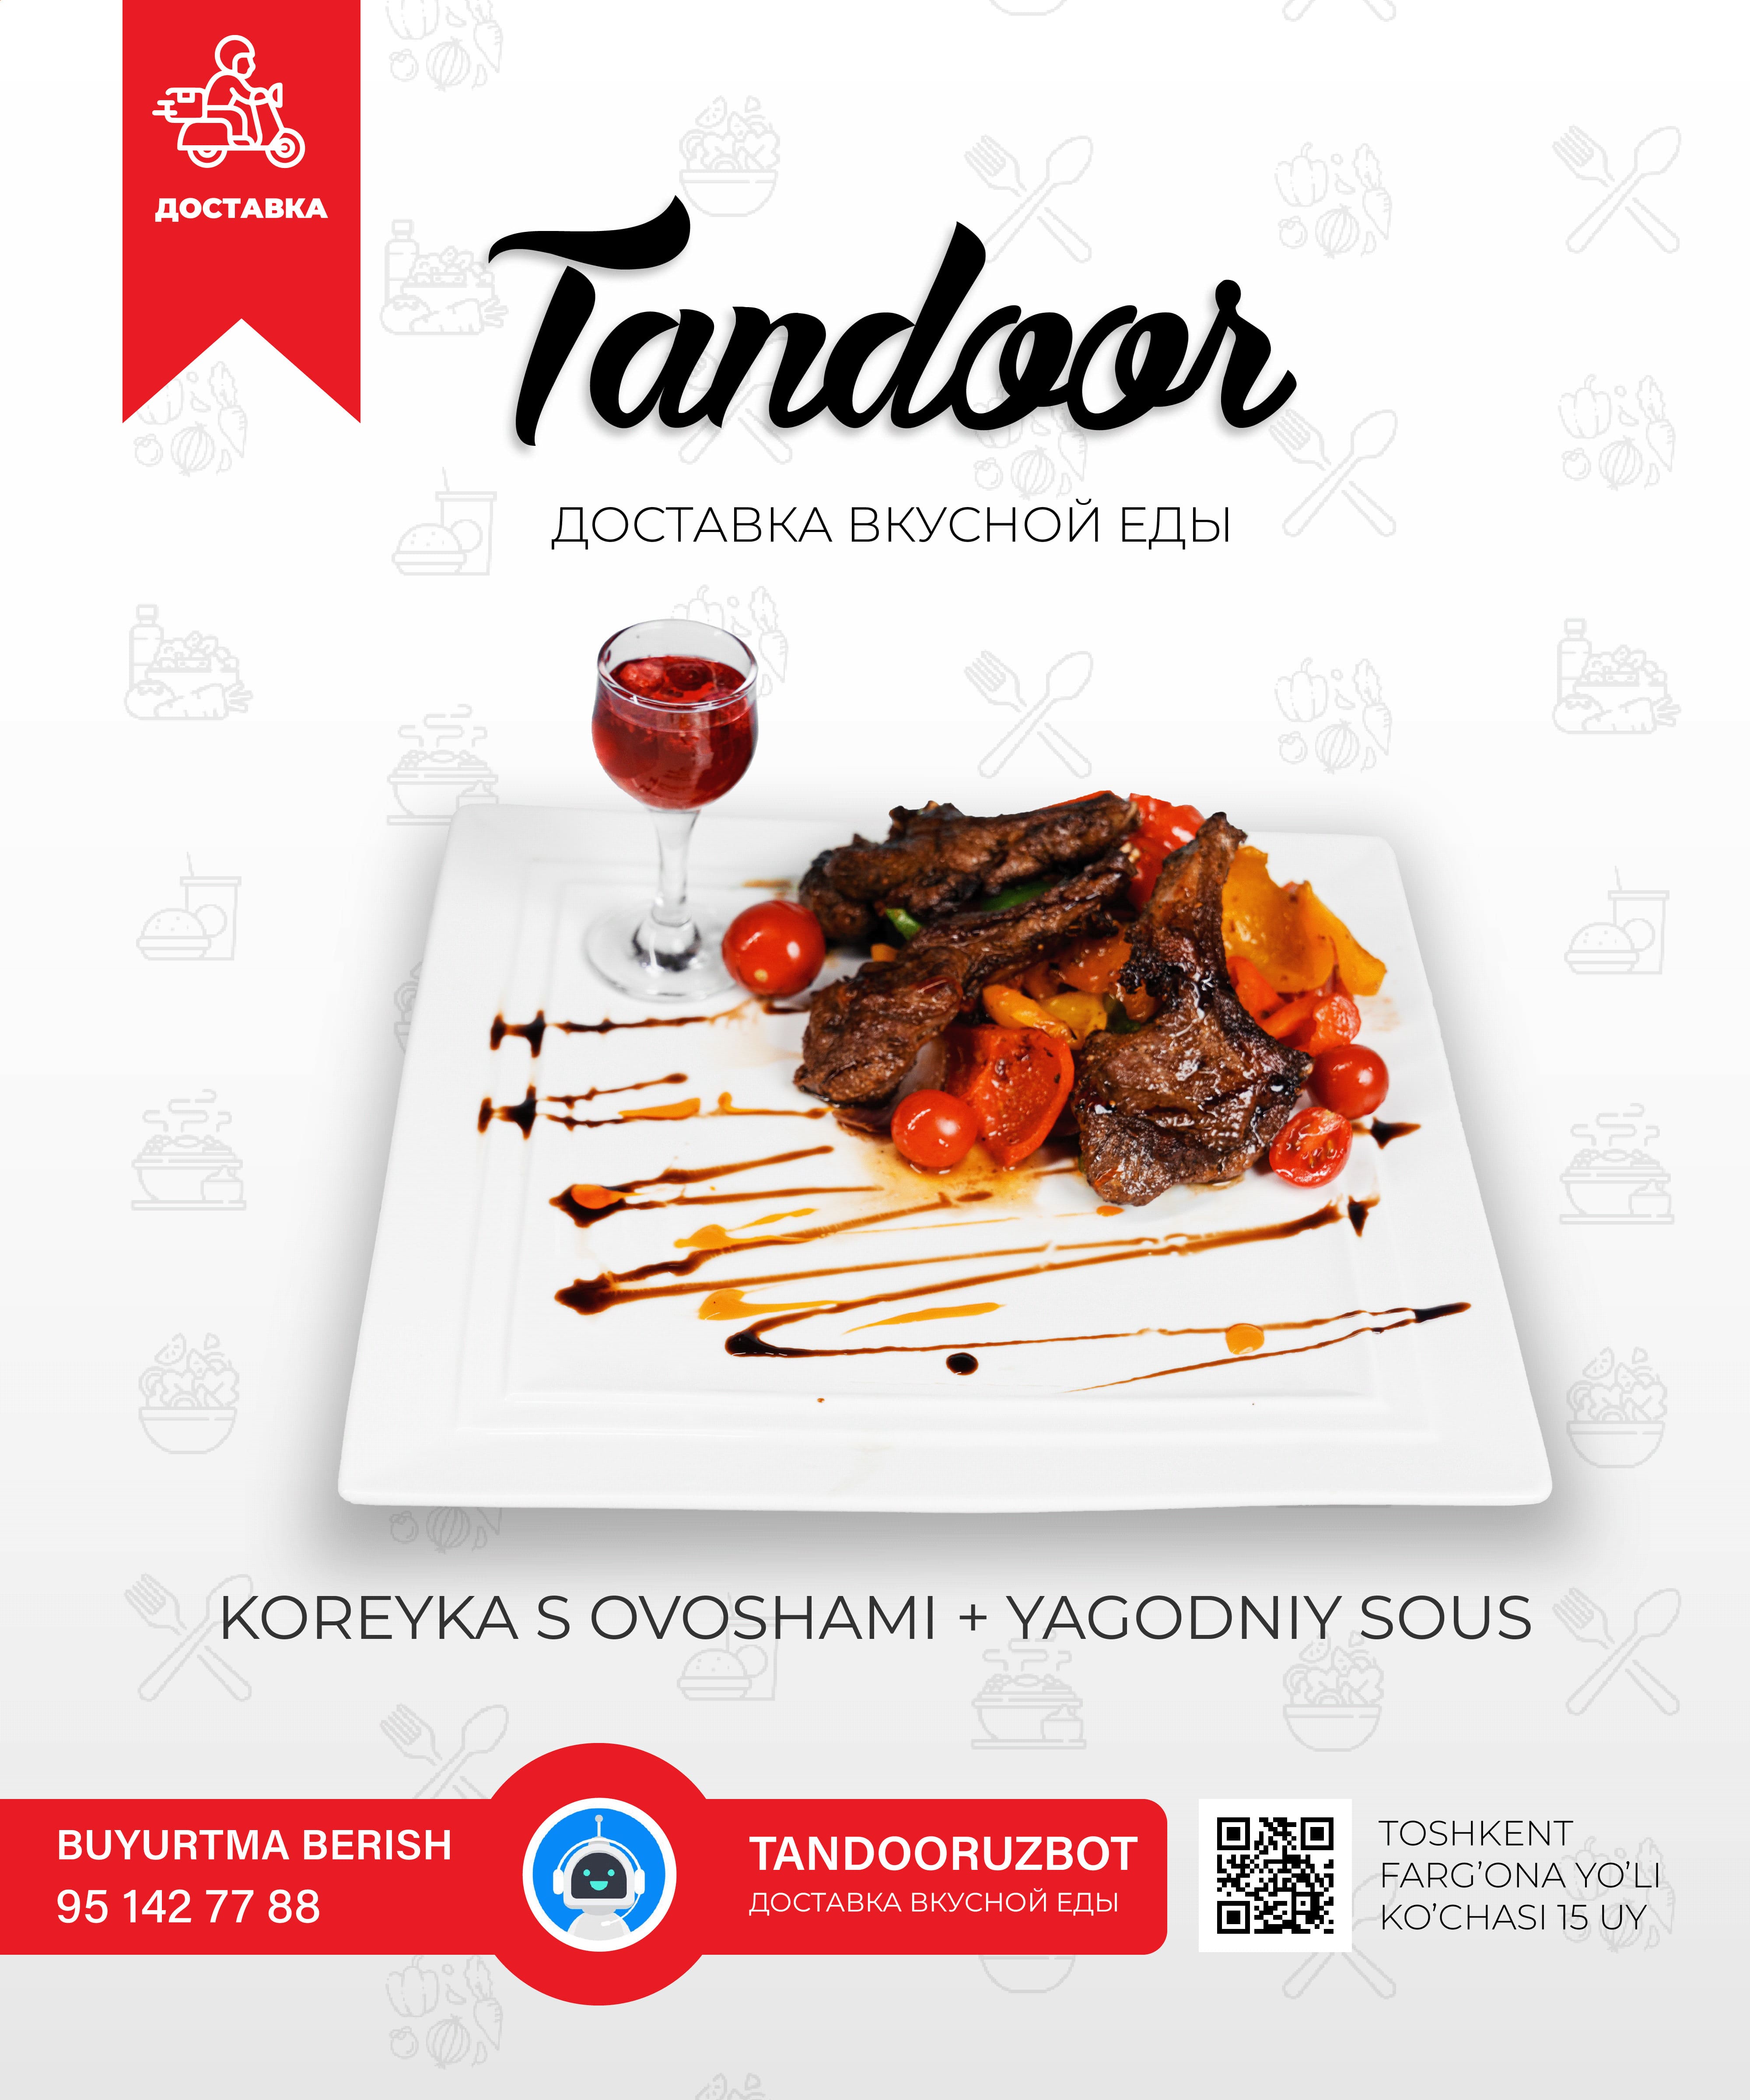 ДОСТАВКА
Tandoor
ДОСТАВКА ВКУСНОЙ ЕДЫ
KOREYKA S OVOSHAMI + YAGODNIY SOUS
BUYURTMA BERISH
95 142 77 88
TANDOORUZBOT
ДОСТАВКА ВКУСНОЙ ЕДЫ
TOSHKENT
FARG'ONA YO'LI
KO'CHASI 15 UY